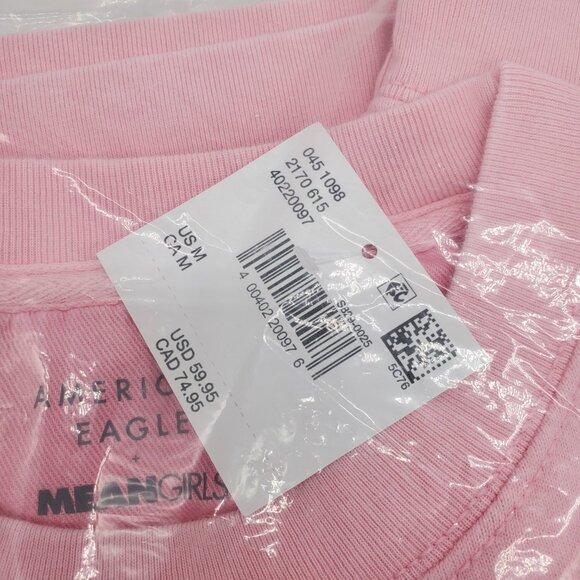 045 1098
2170 615
40220097
US M
CA M
4 00402 20097 6
5C76
USD 59.95
CAD 74.95
AMERIC
EAGLE
+
MEANGIRLS